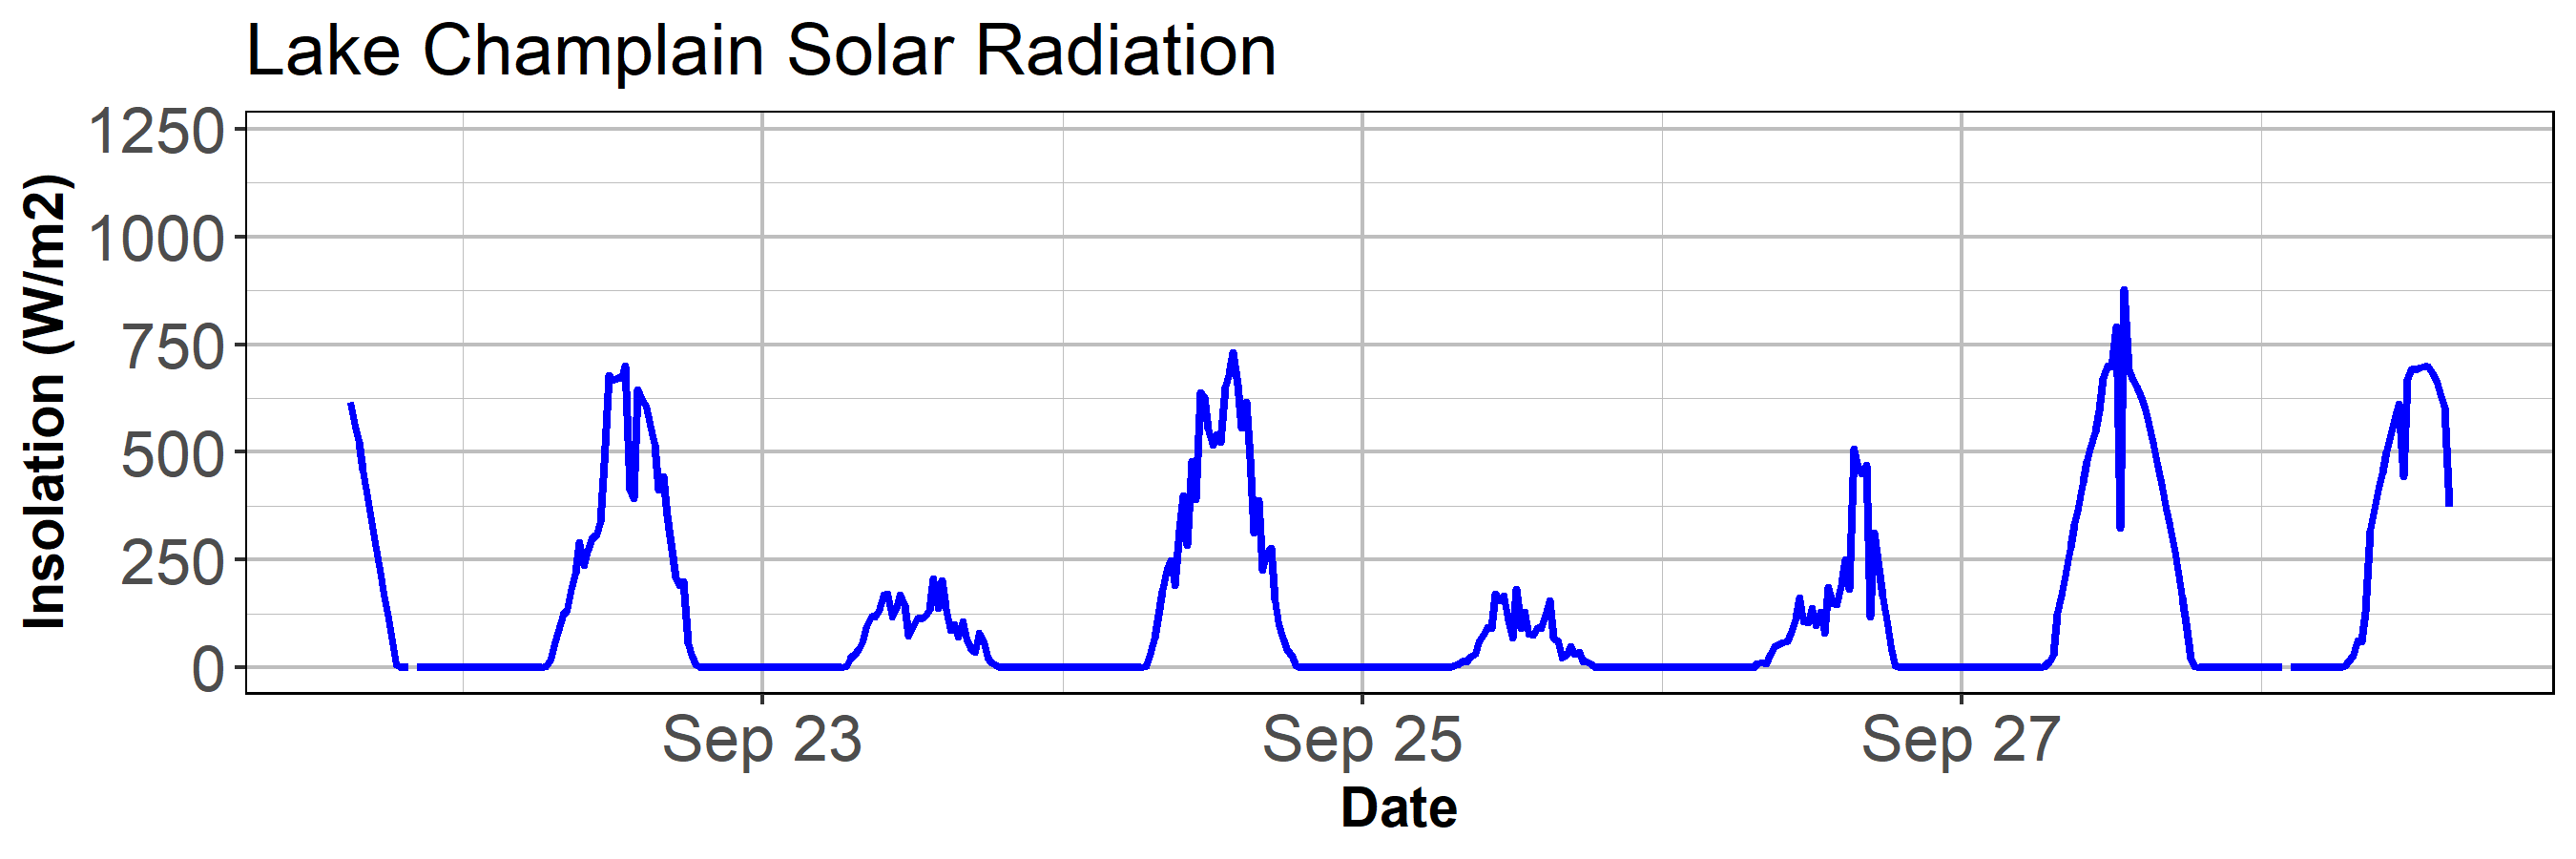 Lake Champlain Solar Radiation
1250
1000
750
500
250
0
Insolation (W/m2)
Sep 23
Sep 25
Sep 27
Date